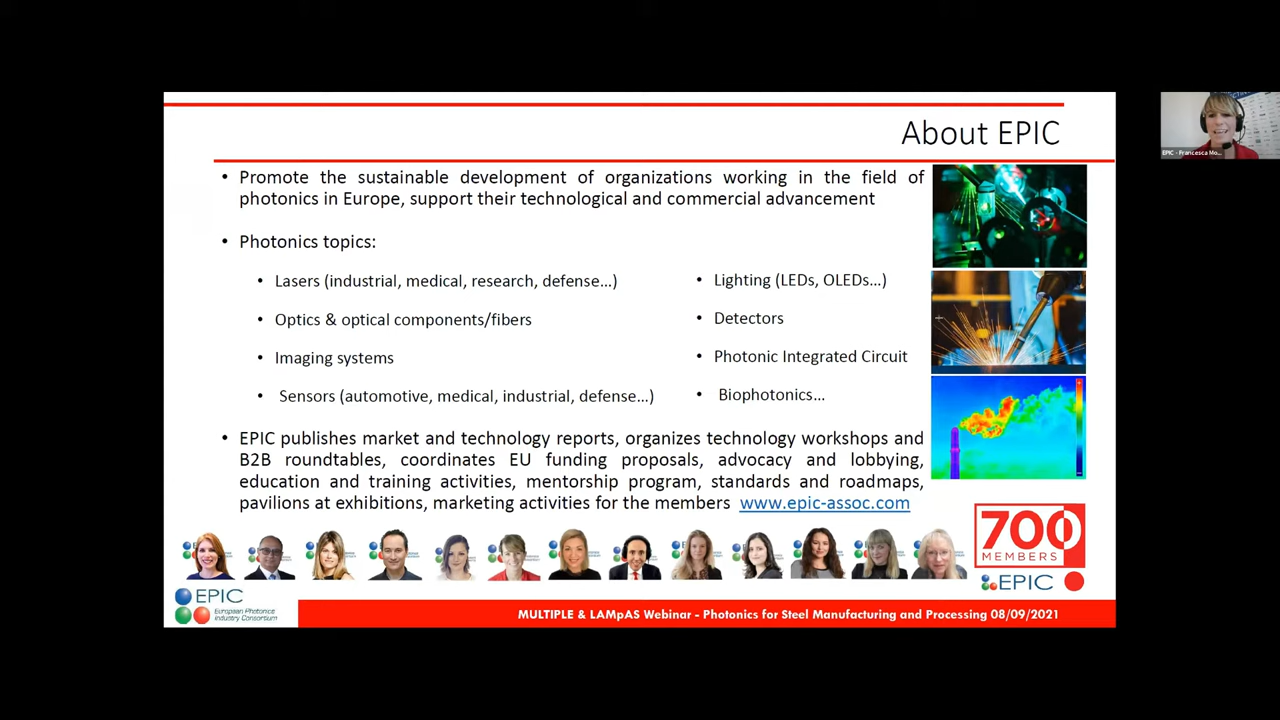 About EPIC
EPIC - Francesca Mo...
• Promote the sustainable development of organizations working in the field of
photonics in Europe, support their technological and commercial advancement
• Photonics topics:
• Lasers (industrial, medical, research, defense…)
• Optics & optical components/fibers
• Imaging systems
• Sensors (automotive, medical, industrial, defense…)
• Lighting (LEDs, OLEDs…)
• Detectors
• Photonic Integrated Circuit
• Biophotonics…
• EPIC publishes market and technology reports, organizes technology workshops and
B2B roundtables, coordinates EU funding proposals, advocacy and lobbying,
education and training activities, mentorship program, standards and roadmaps,
pavilions at exhibitions, marketing activities for the members www.epic-assoc.com
700
MEMBERS
EPIC
EPIC
European Photonics
Industry Consortium
MULTIPLE & LAMpAS Webinar - Photonics for Steel Manufacturing and Processing 08/09/2021